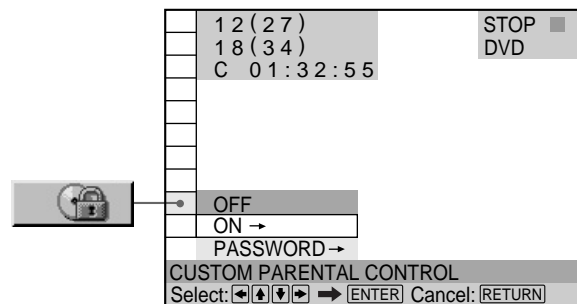 12(27)
18(34)
C 01:32:55
STOP
DVD
OFF
ON →
PASSWORD→
CUSTOM PARENTAL CONTROL
Select: ← ↑ ↓ → ➡ ENTER Cancel: RETURN